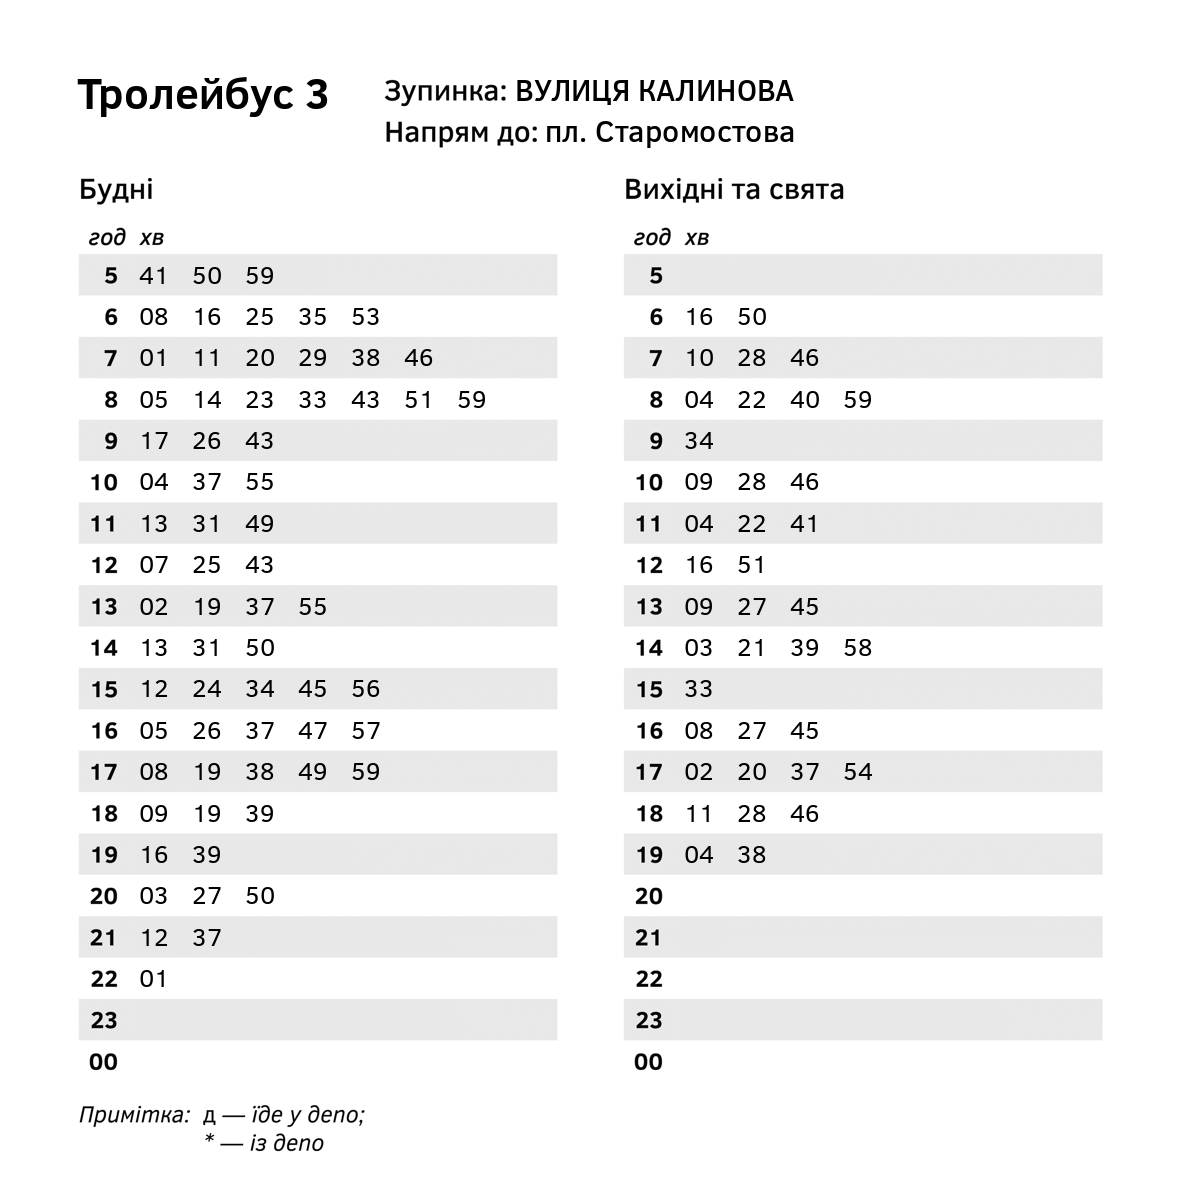 Тролейбус 3
Зупинка: ВУЛИЦЯ КАЛИНОВА
Напрям до: пл. Старомостова
Будні
год хв
5 41 50 59
6 08 16 25 35 53
7 01 11 20 29 38 46
8 05 14 23 33 43 51 59
9 17 26 43
10 04 37 55
11 13 31 49
12 07 25 43
13 02 19 37 55
14 13 31 50
15 12 24 34 45 56
16 05 26 37 47 57
17 08 19 38 49 59
18 09 19 39
19 16 39
20 03 27 50
21 12 37
22 01
23
00
Вихідні та свята
год хв
5
6 16 50
7 10 28 46
8 04 22 40 59
9 34
10 09 28 46
11 04 22 41
12 16 51
13 09 27 45
14 03 21 39 58
15 33
16 08 27 45
17 02 20 37 54
18 11 28 46
19 04 38
20
21
22
23
00
Примітка: д — їде у депо;
* — із депо